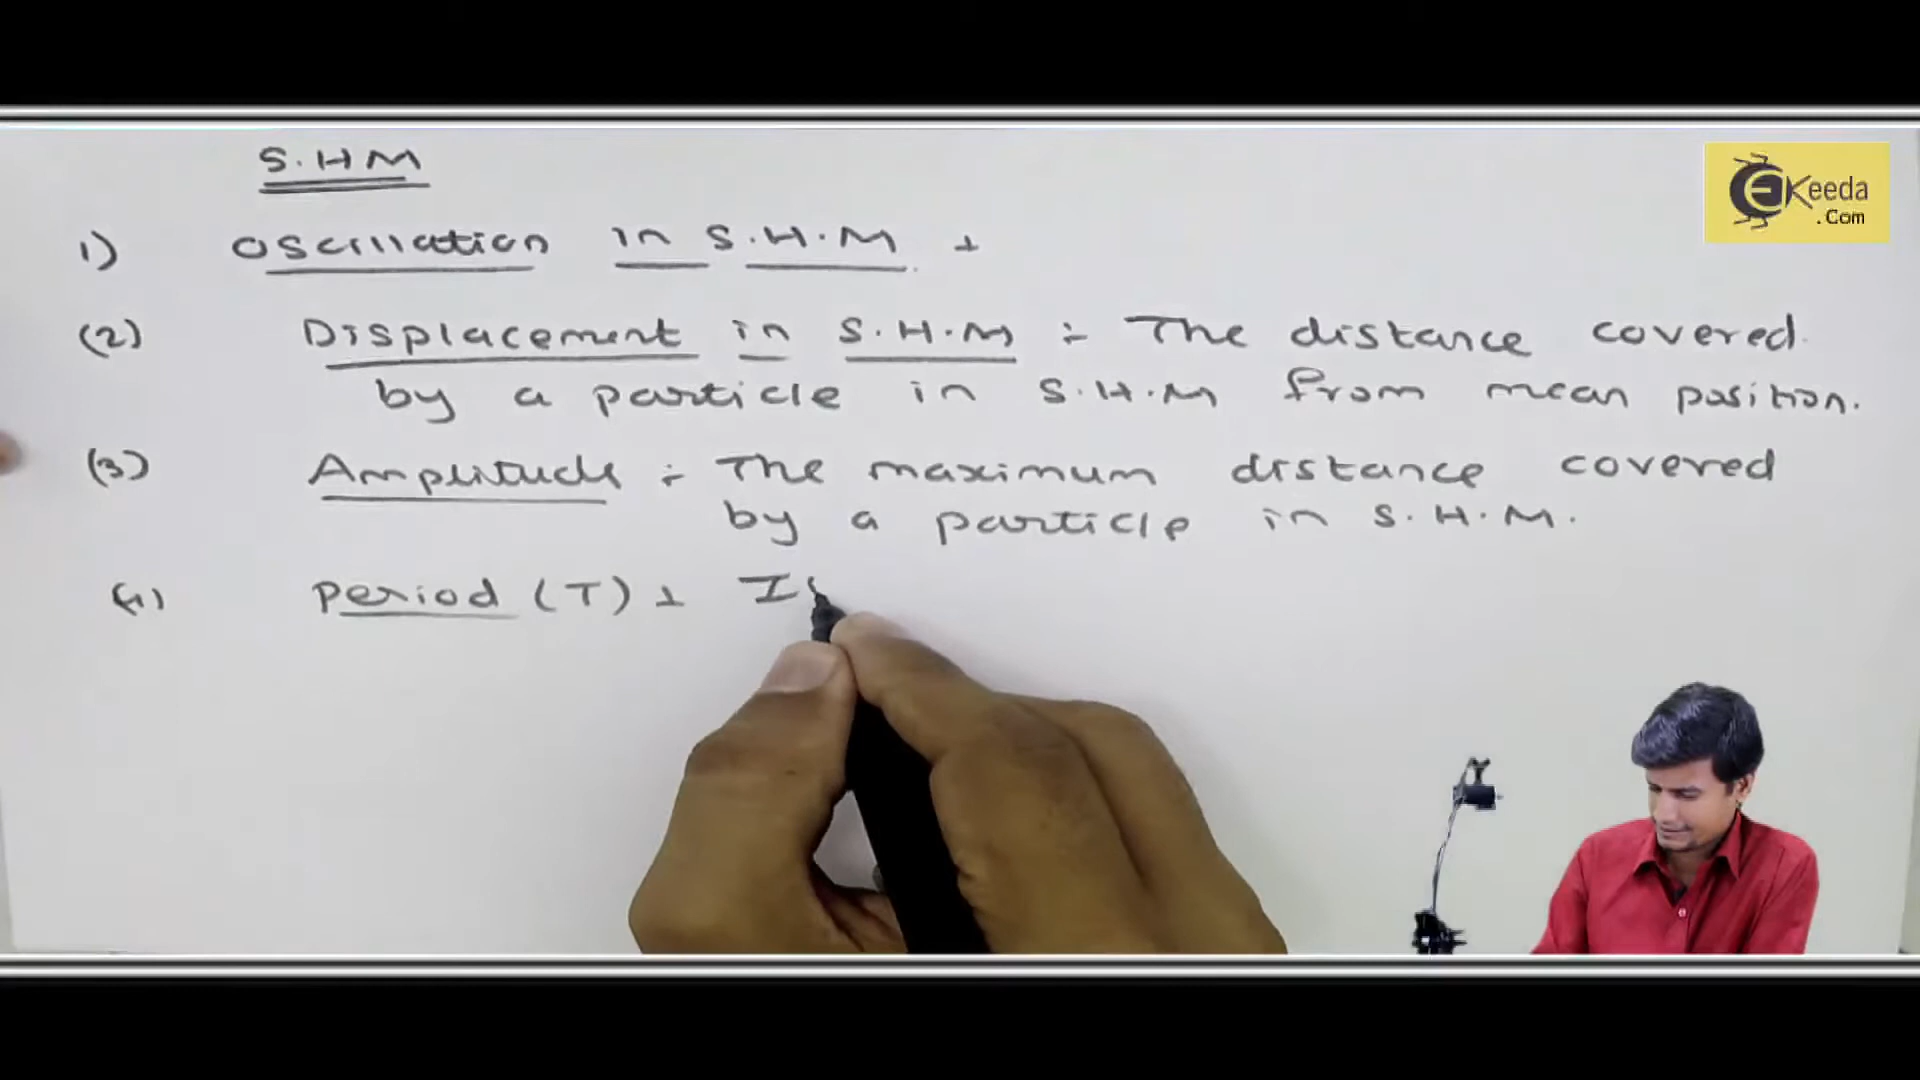 S.HM
Keeda
.Com
1) Oscillation in S.H.M :
(2) Displacement in S.H.M :- The distance covered.
by a particle in S.H.M from mean position.
(3) Amplitude :- The maximum distance covered
by a particle in S.H.M.
(4) Period (T) : I